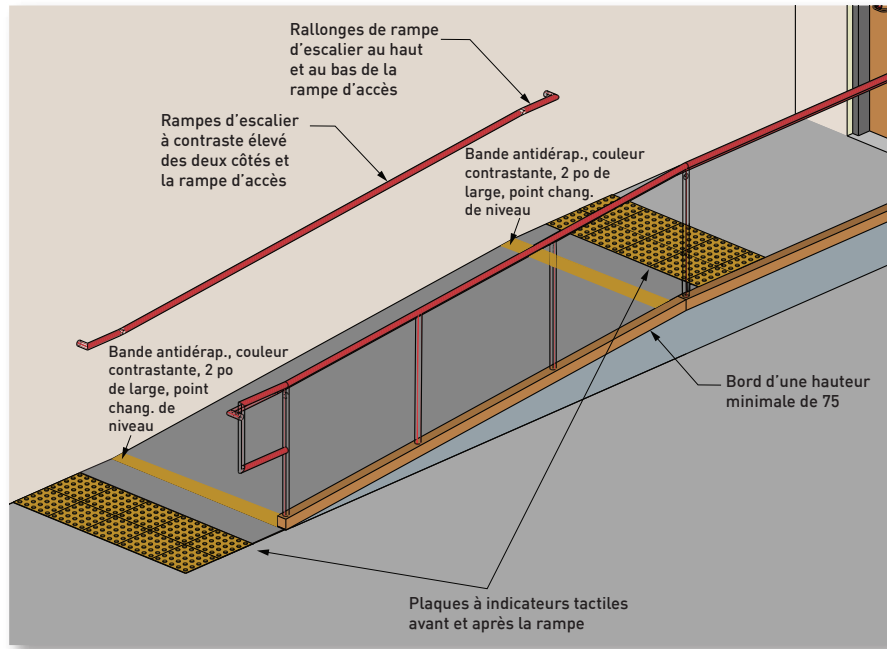 Rallonges de rampe
d’escalier au haut
et au bas de la
rampe d’accès
Rampes d’escalier
à contraste élevé
des deux côtés et
la rampe d’accès
Bande antidérap., couleur
contrastante, 2 po de
large, point chang.
de niveau
Bande antidérap., couleur
contrastante, 2 po
de large, point
chang. de
niveau
Bord d’une hauteur
minimale de 75
Plaques à indicateurs tactiles
avant et après la rampe